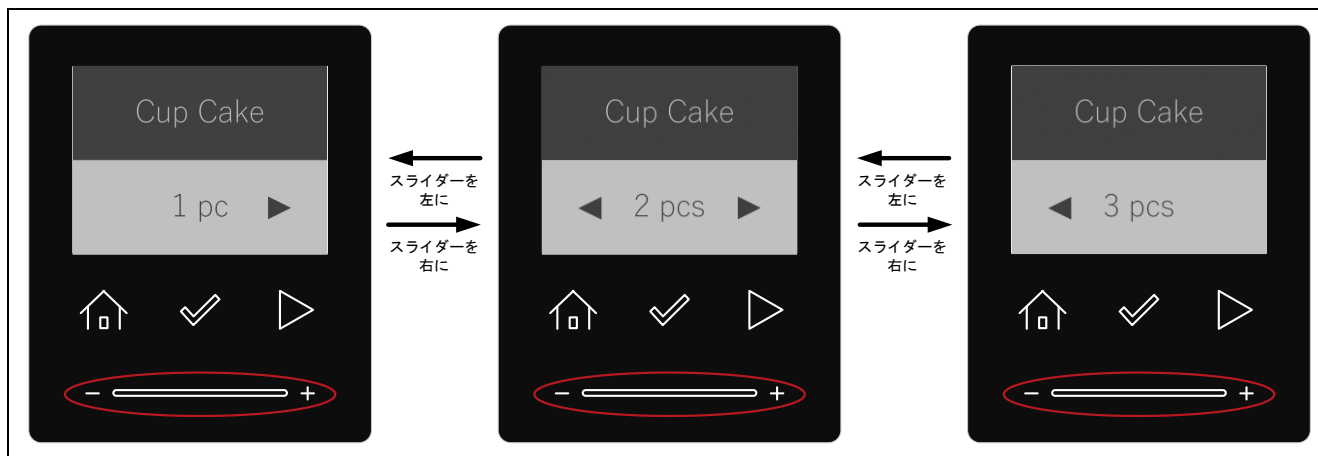 Cup Cake
1 pc ▶
− +
スライダーを
左に
スライダーを
右に
Cup Cake
◀ 2 pcs ▶
− +
スライダーを
左に
スライダーを
右に
Cup Cake
◀ 3 pcs
− +